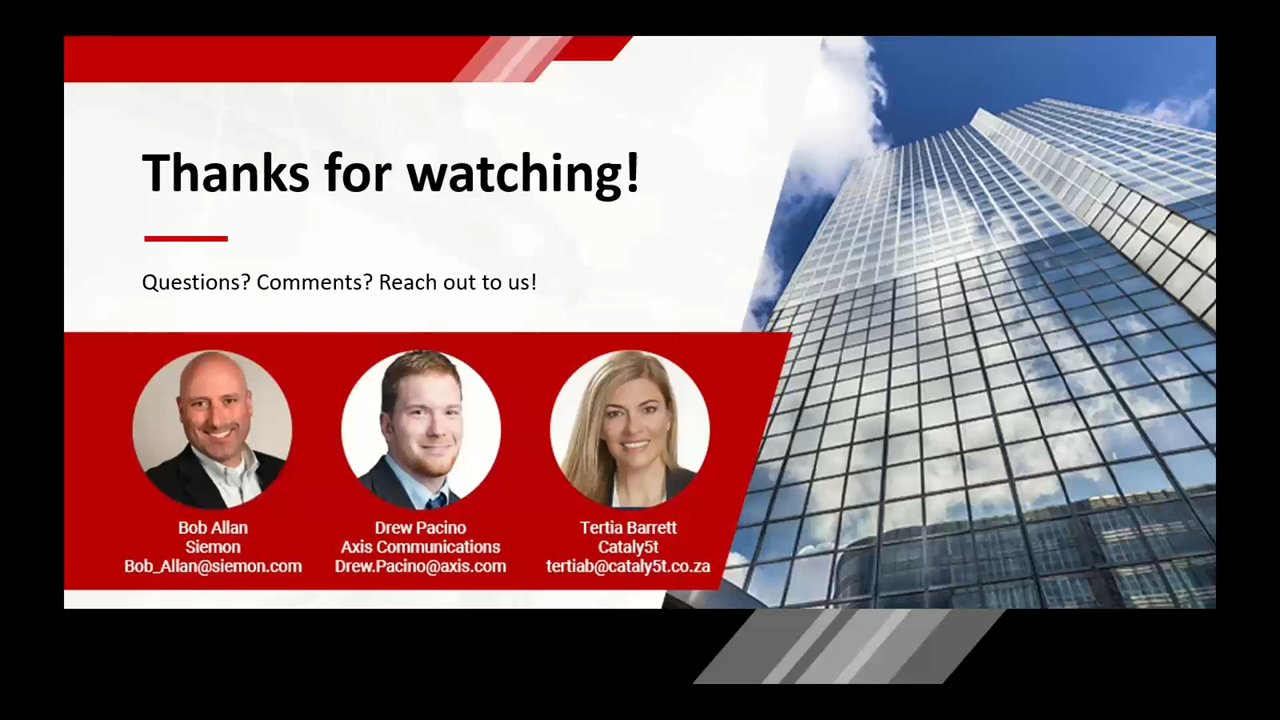 Thanks for watching!
Questions? Comments? Reach out to us!
Bob Allan
Siemon
Bob_Allan@siemon.com
Drew Pacino
Axis Communications
Drew.Pacino@axis.com
Tertia Barrett
Cataly5t
tertiab@cataly5t.co.za